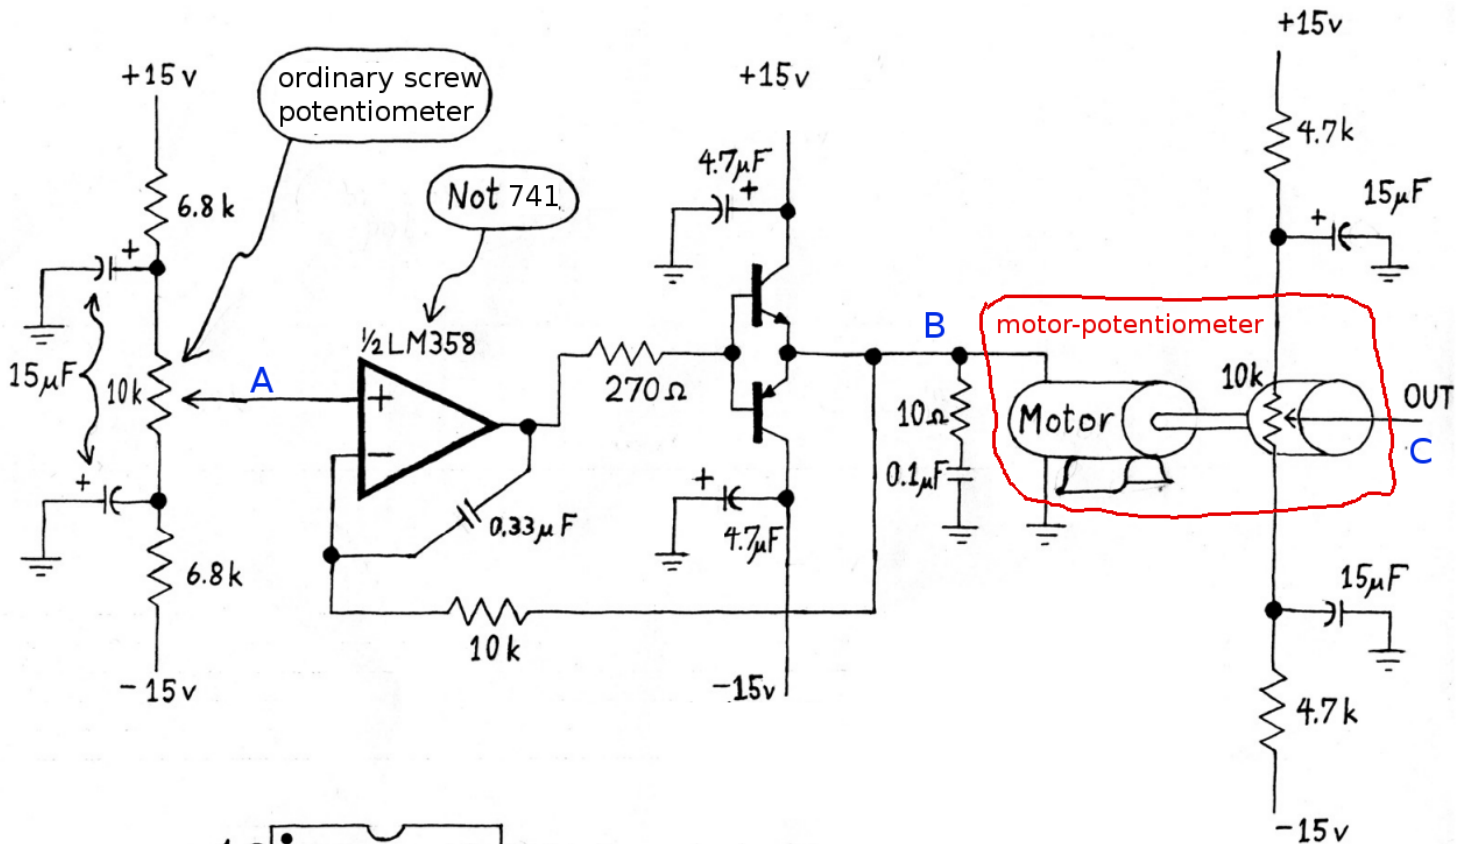 +15v
ordinary screw
potentiometer
6.8k
+
15µF
10k
A
+
6.8k
-15v
Not 741
½LM358
+
−
0.33µF
10k
270Ω
+15v
4.7µF
+
+
4.7µF
-15v
B
10Ω
0.1µF
motor-potentiometer
Motor
10k
OUT
C
+15v
4.7k
15µF
+
15µF
4.7k
-15v